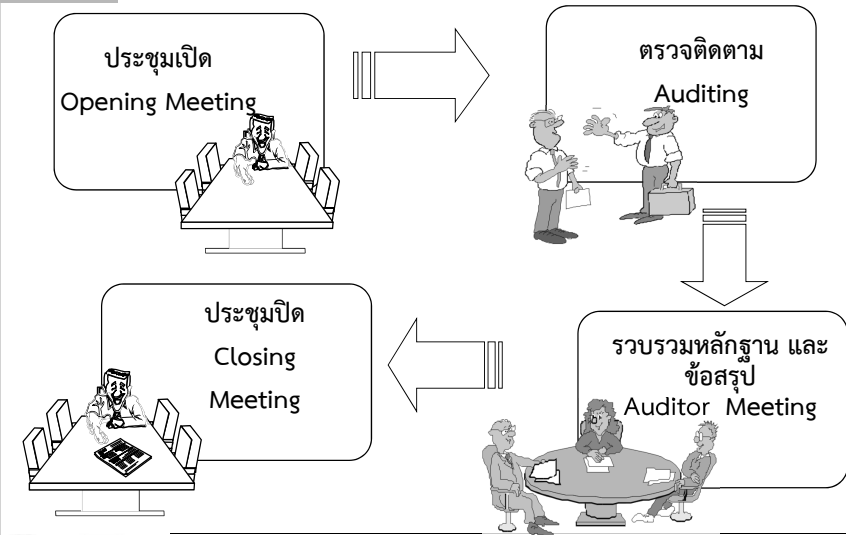 ประชุมเปิด
Opening Meeting
ตรวจติดตาม
Auditing
รวบรวมหลักฐาน และ
ข้อสรุป
Auditor Meeting
ประชุมปิด
Closing
Meeting